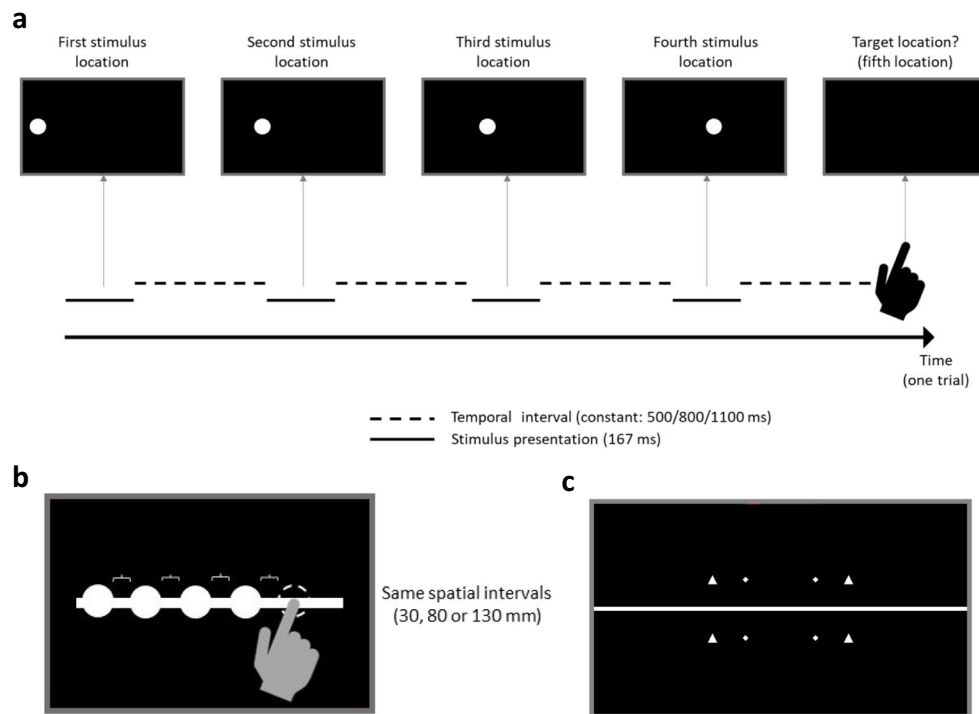 a
First stimulus
location
Second stimulus
location
Third stimulus
location
Fourth stimulus
location
Target location?
(fifth location)
Time
(one trial)
Temporal interval (constant: 500/800/1100 ms)
Stimulus presentation (167 ms)
b
Same spatial intervals
(30, 80 or 130 mm)
c